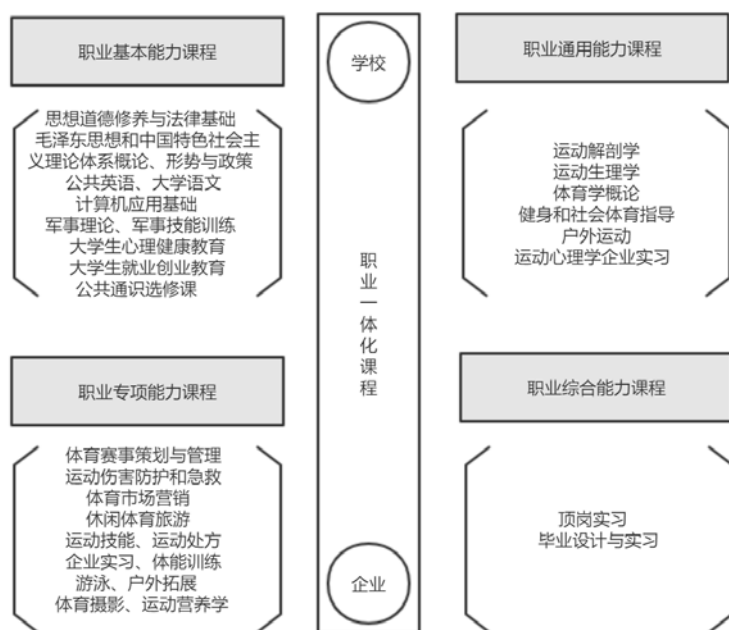 职业基本能力课程
思想道德修养与法律基础
毛泽东思想和中国特色社会主
义理论体系概论、形势与政策
公共英语、大学语文
计算机应用基础
军事理论、军事技能训练
大学生心理健康教育
大学生就业创业教育
公共通识选修课
学校
职业一体化课程
企业
职业通用能力课程
运动解剖学
运动生理学
体育学概论
健身和社会体育指导
户外运动
运动心理学企业实习
职业专项能力课程
体育赛事策划与管理
运动伤害防护和急救
体育市场营销
休闲体育旅游
运动技能、运动处方
企业实习、体能训练
游泳、户外拓展
体育摄影、运动营养学
职业综合能力课程
顶岗实习
毕业设计与实习